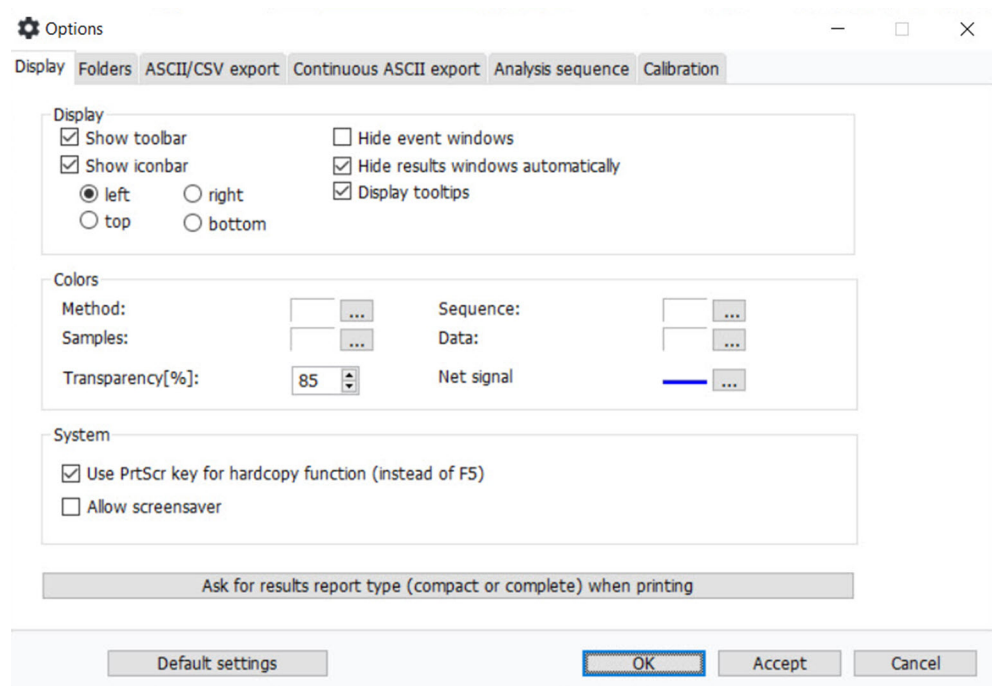 Options
Display Folders ASCII/CSV export Continuous ASCII export Analysis sequence Calibration
Display
Show toolbar Hide event windows
Show iconbar Hide results windows automatically
left right Display tooltips
top bottom
Colors
Method: ... Sequence: ...
Samples: ... Data: ...
Transparency[%]: 85 Net signal ...
System
Use PrtScr key for hardcopy function (instead of F5)
Allow screensaver
Ask for results report type (compact or complete) when printing
Default settings OK Accept Cancel